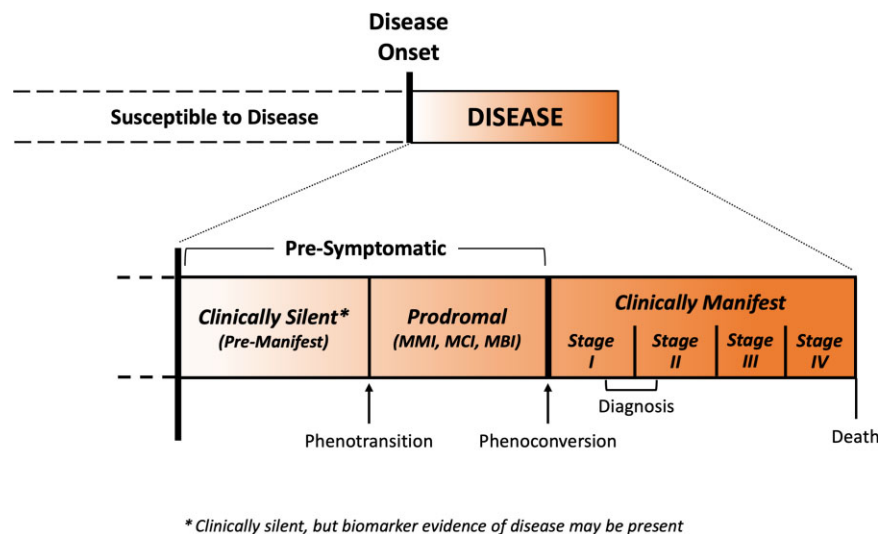 Disease
Onset
Susceptible to Disease
DISEASE
Pre-Symptomatic
Clinically Silent*
(Pre-Manifest)
Prodromal
(MMI, MCI, MBI)
Clinically Manifest
Stage
I
Stage
II
Stage
III
Stage
IV
Diagnosis
Phenotransition
Phenoconversion
Death
* Clinically silent, but biomarker evidence of disease may be present